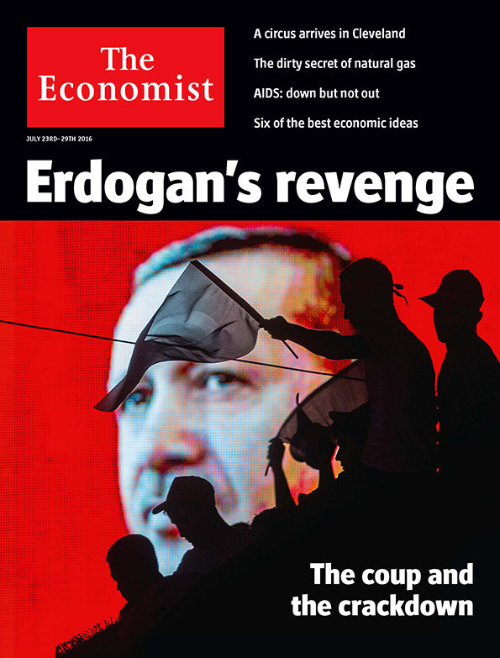 The
Economist
A circus arrives in Cleveland
The dirty secret of natural gas
AIDS: down but not out
Six of the best economic ideas
JULY 23RD–29TH 2016
Erdogan's revenge
The coup and
the crackdown